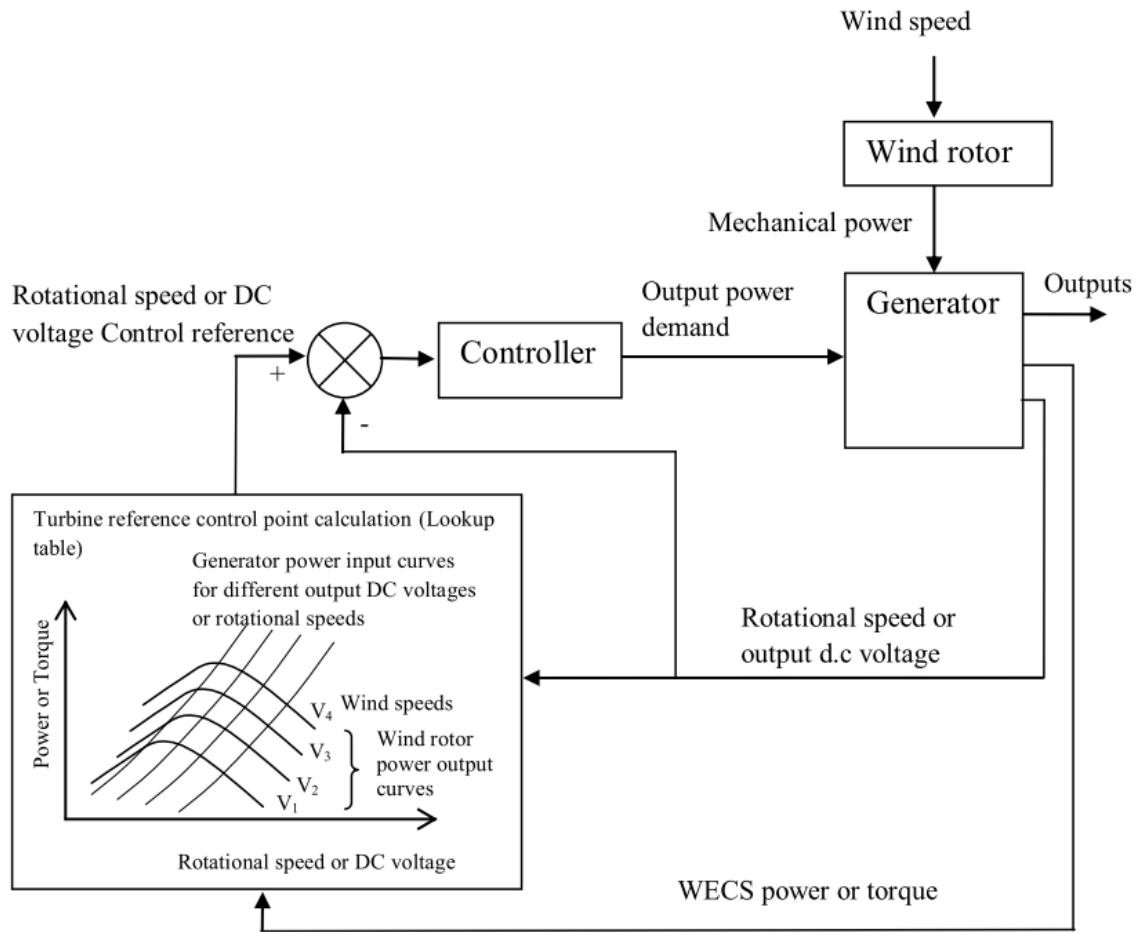 Wind speed
Wind rotor
Mechanical power
Rotational speed or DC
voltage Control reference
+
-
Controller
Output power
demand
Generator
Outputs
Turbine reference control point calculation (Lookup
table)
Generator power input curves
for different output DC voltages
or rotational speeds
Power or Torque
V4
Wind speeds
V3
V2
V1
Wind rotor
power output
curves
Rotational speed or DC voltage
Rotational speed or
output d.c voltage
WECS power or torque